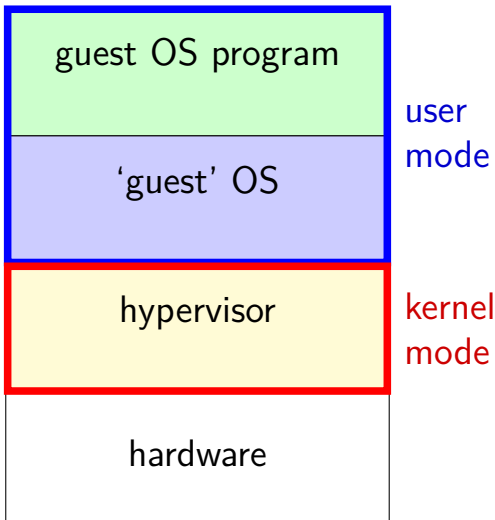 guest OS program
user
mode
‘guest’ OS
hypervisor
kernel
mode
hardware